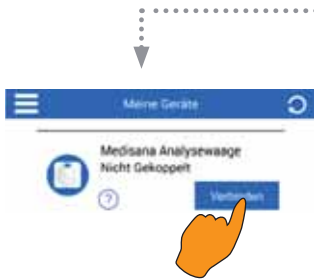 Meine Geräte
Medisana Analysewaage
Nicht Gekoppelt
?
Verbinden